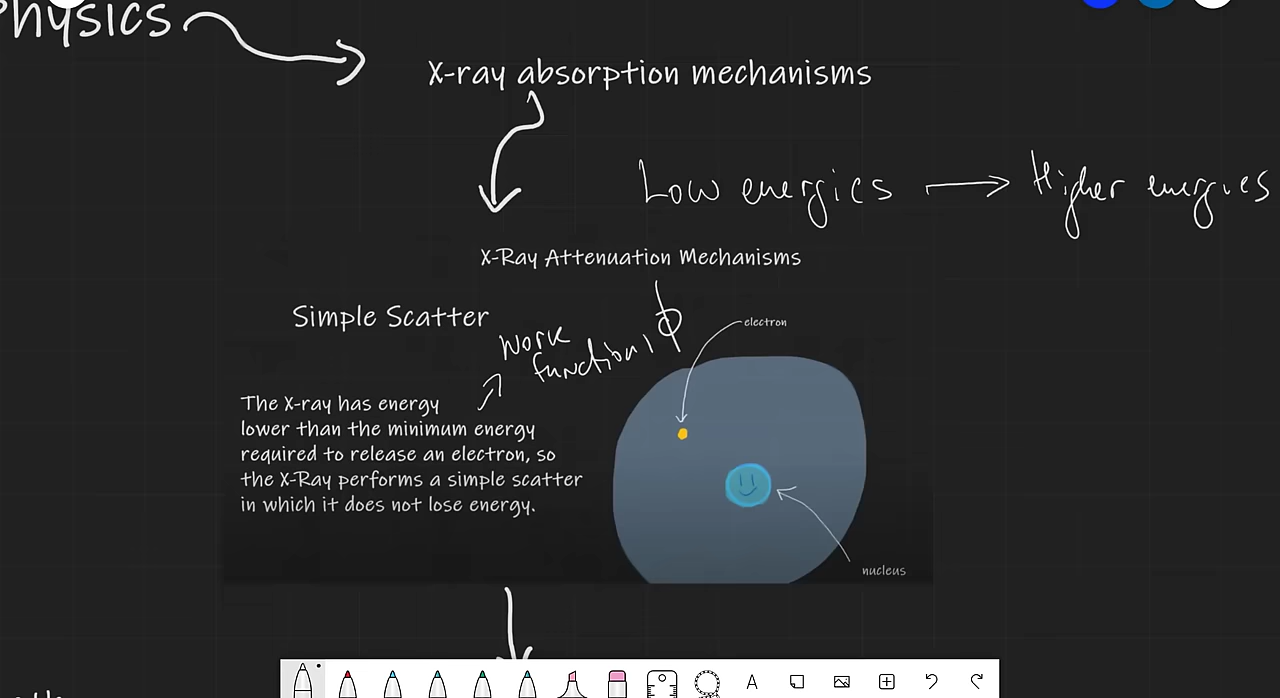 Physics
X-ray absorption mechanisms
Low energies → Higher energies
X-Ray Attenuation Mechanisms
Simple Scatter
work
function, ϕ
electron
The X-ray has energy
lower than the minimum energy
required to release an electron, so
the X-Ray performs a simple scatter
in which it does not lose energy.
nucleus
A